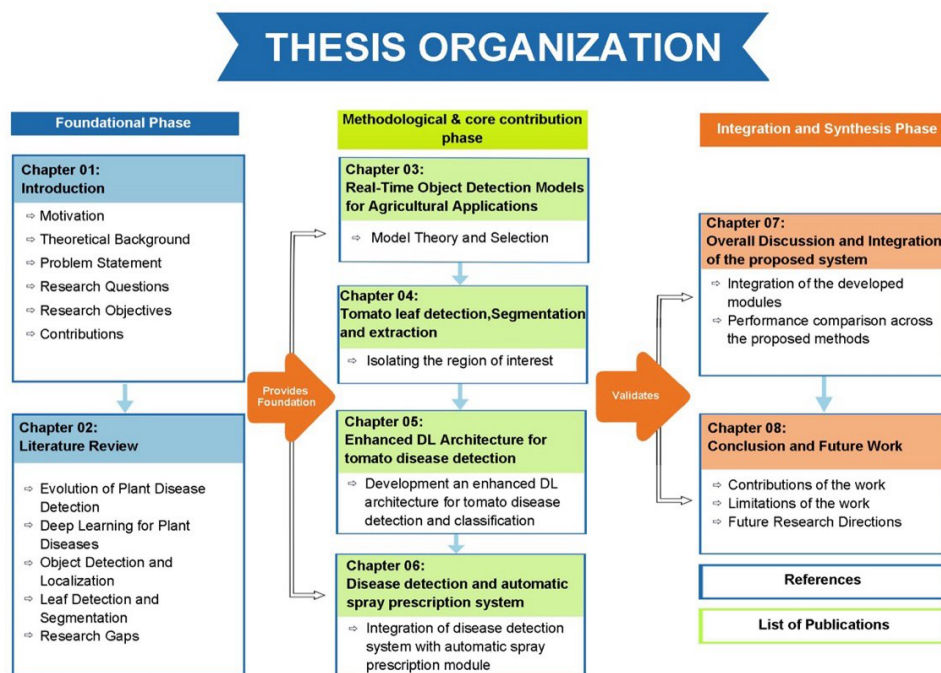 THESIS ORGANIZATION
Foundational Phase
Chapter 01:
Introduction
⇨ Motivation
⇨ Theoretical Background
⇨ Problem Statement
⇨ Research Questions
⇨ Research Objectives
⇨ Contributions
Chapter 02:
Literature Review
⇨ Evolution of Plant Disease
Detection
⇨ Deep Learning for Plant
Diseases
⇨ Object Detection and
Localization
⇨ Leaf Detection and
Segmentation
⇨ Research Gaps
Provides
Foundation
Methodological & core contribution
phase
Chapter 03:
Real-Time Object Detection Models
for Agricultural Applications
⇨ Model Theory and Selection
Chapter 04:
Tomato leaf detection,Segmentation
and extraction
⇨ Isolating the region of interest
Chapter 05:
Enhanced DL Architecture for
tomato disease detection
⇨ Development an enhanced DL
architecture for tomato disease
detection and classification
Chapter 06:
Disease detection and automatic
spray prescription system
⇨ Integration of disease detection
system with automatic spray
prescription module
Validates
Integration and Synthesis Phase
Chapter 07:
Overall Discussion and Integration
of the proposed system
⇨ Integration of the developed
modules
⇨ Performance comparison across
the proposed methods
Chapter 08:
Conclusion and Future Work
⇨ Contributions of the work
⇨ Limitations of the work
⇨ Future Research Directions
References
List of Publications